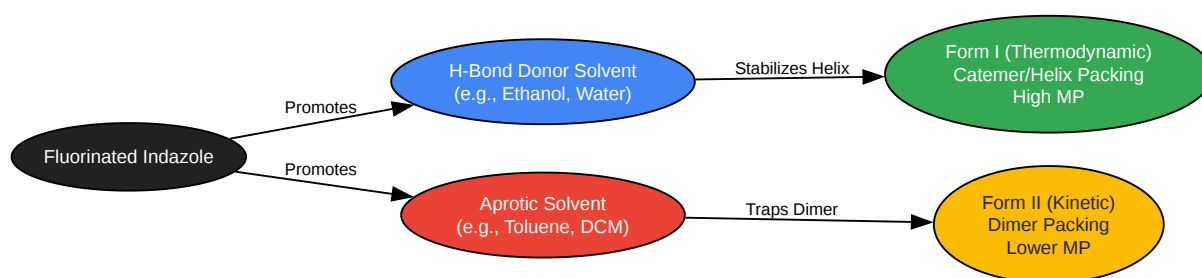 Fluorinated Indazole
Promotes
Promotes
H-Bond Donor Solvent
(e.g., Ethanol, Water)
Aprotic Solvent
(e.g., Toluene, DCM)
Stabilizes Helix
Traps Dimer
Form I (Thermodynamic)
Catemer/Helix Packing
High MP
Form II (Kinetic)
Dimer Packing
Lower MP